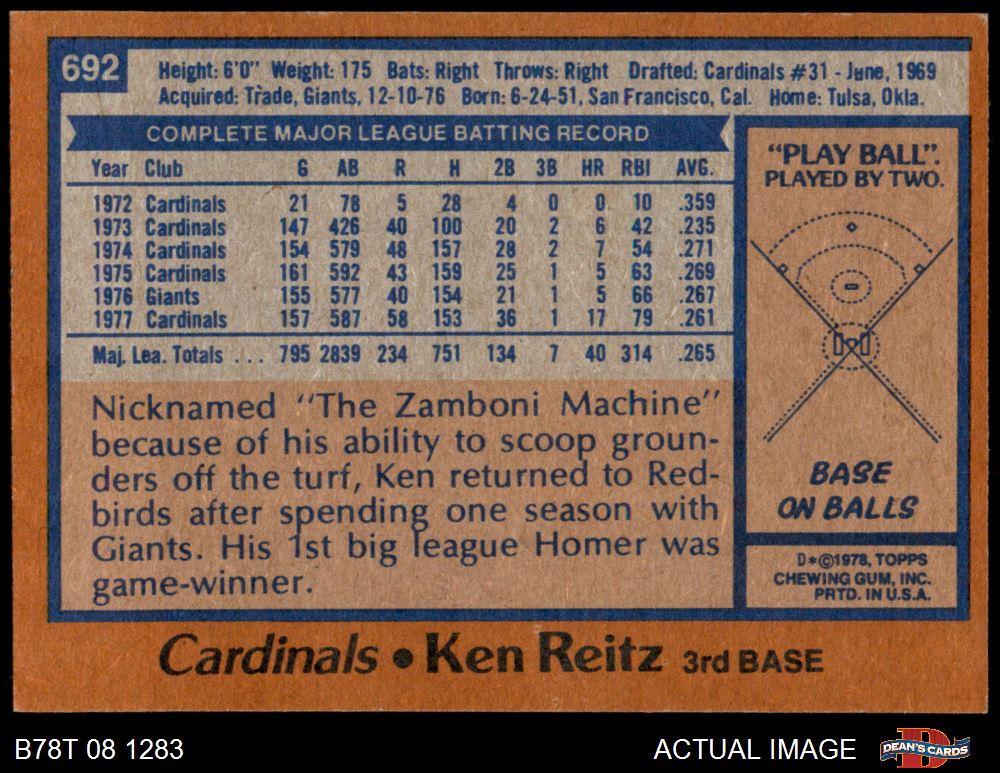 692
Height: 6'0" Weight: 175 Bats: Right Throws: Right Drafted: Cardinals #31 - June, 1969
Acquired: Trade, Giants, 12-10-76 Born: 6-24-51, San Francisco, Cal. Home: Tulsa, Okla.
COMPLETE MAJOR LEAGUE BATTING RECORD
Year Club G AB R H 2B 3B HR RBI AVG.
1972 Cardinals 21 78 5 28 4 0 0 10 .359
1973 Cardinals 147 426 40 100 20 2 6 42 .235
1974 Cardinals 154 579 48 157 28 2 7 54 .271
1975 Cardinals 161 592 43 159 25 1 5 63 .269
1976 Giants 155 577 40 154 21 1 5 66 .267
1977 Cardinals 157 587 58 153 36 1 17 79 .261
Maj. Lea. Totals ... 795 2839 234 751 134 7 40 314 .265
Nicknamed "The Zamboni Machine"
because of his ability to scoop groun-
ders off the turf, Ken returned to Red-
birds after spending one season with
Giants. His 1st big league Homer was
game-winner.
"PLAY BALL".
PLAYED BY TWO.
BASE
ON BALLS
D*©1978, TOPPS
CHEWING GUM, INC.
PRTD. IN U.S.A.
Cardinals • Ken Reitz 3rd BASE
B78T 08 1283
ACTUAL IMAGE
DEAN'S CARDS